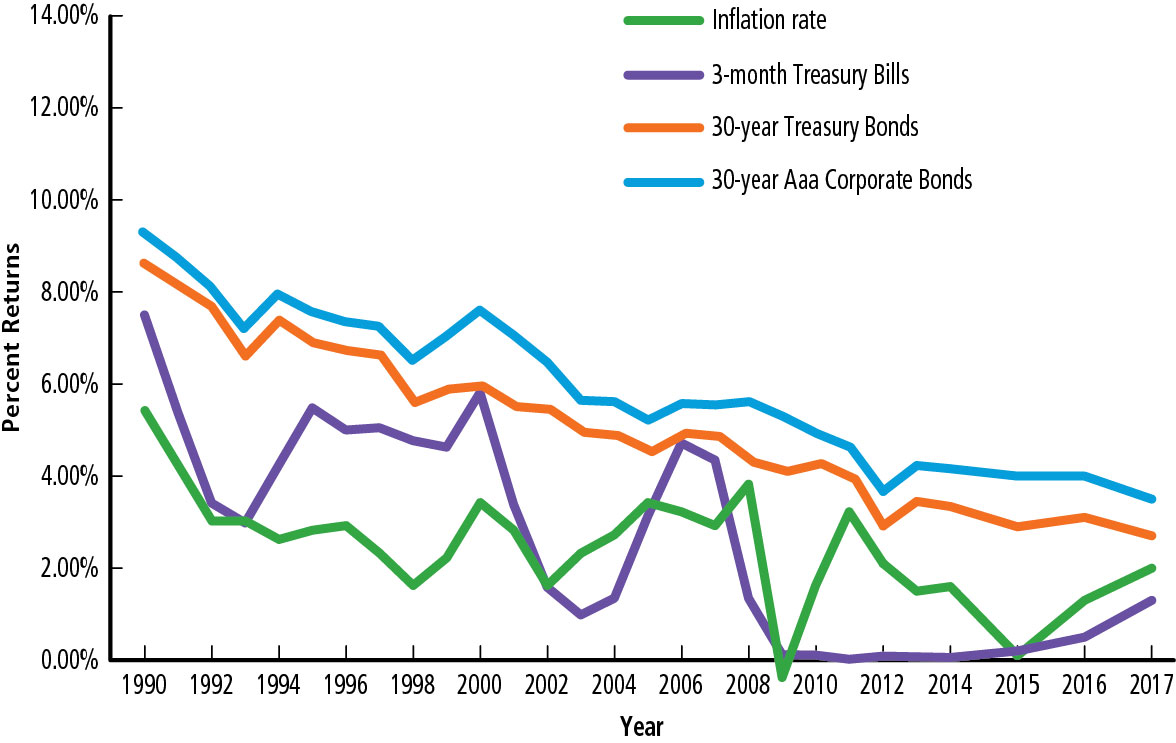 14.00%
12.00%
10.00%
8.00%
6.00%
4.00%
2.00%
0.00%
Percent Returns
Inflation rate
3-month Treasury Bills
30-year Treasury Bonds
30-year Aaa Corporate Bonds
1990 1992 1994 1996 1998 2000 2002 2004 2006 2008 2010 2012 2014 2015 2016 2017
Year